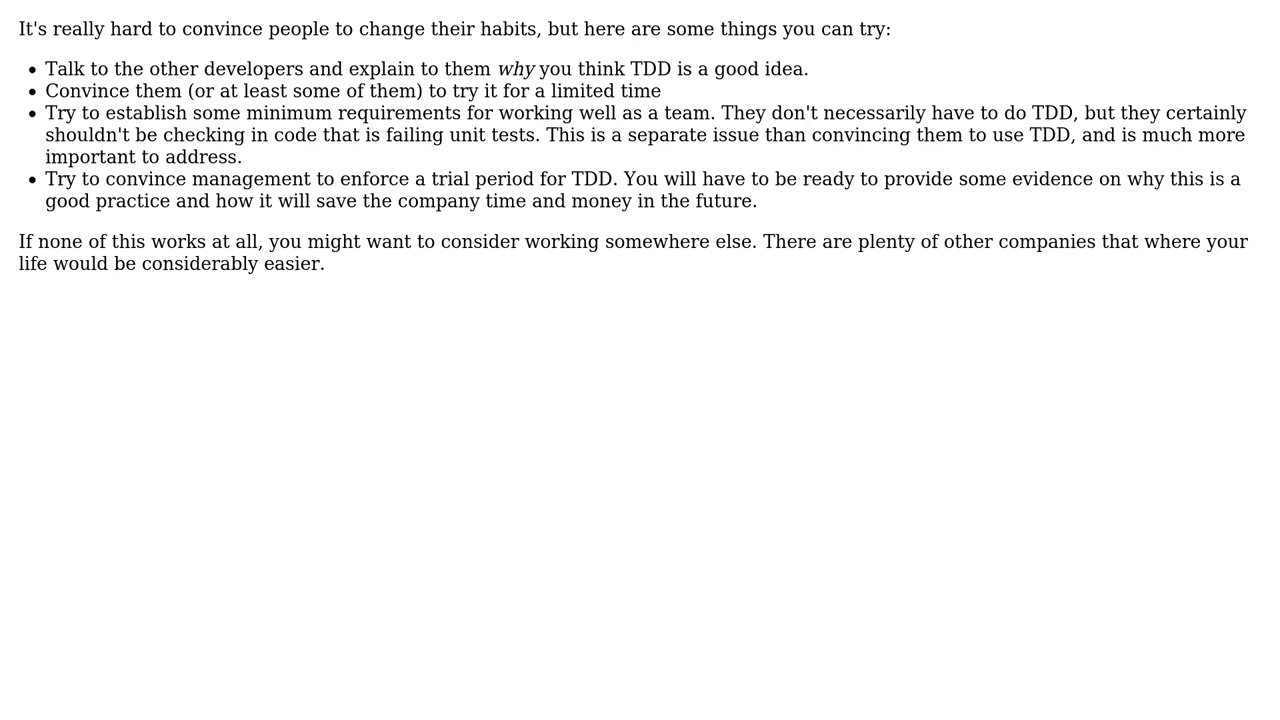 It's really hard to convince people to change their habits, but here are some things you can try:
• Talk to the other developers and explain to them why you think TDD is a good idea.
• Convince them (or at least some of them) to try it for a limited time
• Try to establish some minimum requirements for working well as a team. They don't necessarily have to do TDD, but they certainly
shouldn't be checking in code that is failing unit tests. This is a separate issue than convincing them to use TDD, and is much more
important to address.
• Try to convince management to enforce a trial period for TDD. You will have to be ready to provide some evidence on why this is a
good practice and how it will save the company time and money in the future.
If none of this works at all, you might want to consider working somewhere else. There are plenty of other companies that where your
life would be considerably easier.